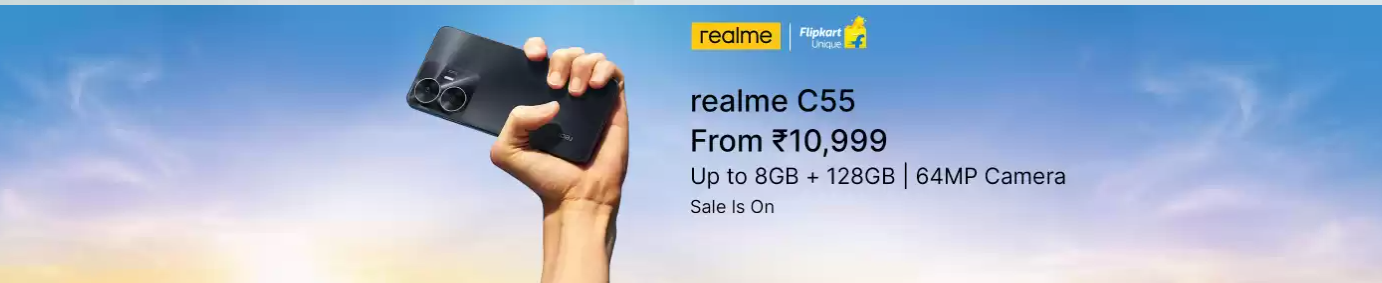 realme
Flipkart
Unique
realme C55
From ₹10,999
Up to 8GB + 128GB | 64MP Camera
Sale Is On